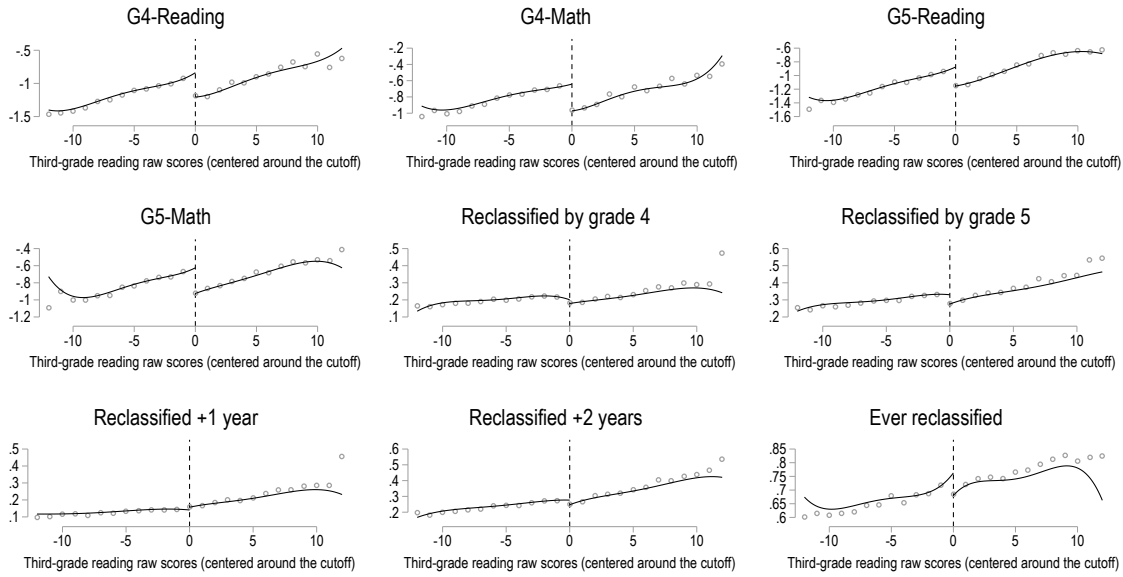 G4-Reading
-.5
-1
-1.5
-10 -5 0 5 10
Third-grade reading raw scores (centered around the cutoff)
G4-Math
-.2
-.4
-.6
-.8
-1
-10 -5 0 5 10
Third-grade reading raw scores (centered around the cutoff)
G5-Reading
-.6
-.8
-1
-1.2
-1.4
-1.6
-10 -5 0 5 10
Third-grade reading raw scores (centered around the cutoff)
G5-Math
-.4
-.6
-.8
-1
-1.2
-10 -5 0 5 10
Third-grade reading raw scores (centered around the cutoff)
Reclassified by grade 4
.5
.4
.3
.2
.1
-10 -5 0 5 10
Third-grade reading raw scores (centered around the cutoff)
Reclassified by grade 5
.6
.5
.4
.3
.2
-10 -5 0 5 10
Third-grade reading raw scores (centered around the cutoff)
Reclassified +1 year
.5
.4
.3
.2
.1
-10 -5 0 5 10
Third-grade reading raw scores (centered around the cutoff)
Reclassified +2 years
.6
.5
.4
.3
.2
-10 -5 0 5 10
Third-grade reading raw scores (centered around the cutoff)
Ever reclassified
.85
.8
.75
.7
.65
.6
-10 -5 0 5 10
Third-grade reading raw scores (centered around the cutoff)